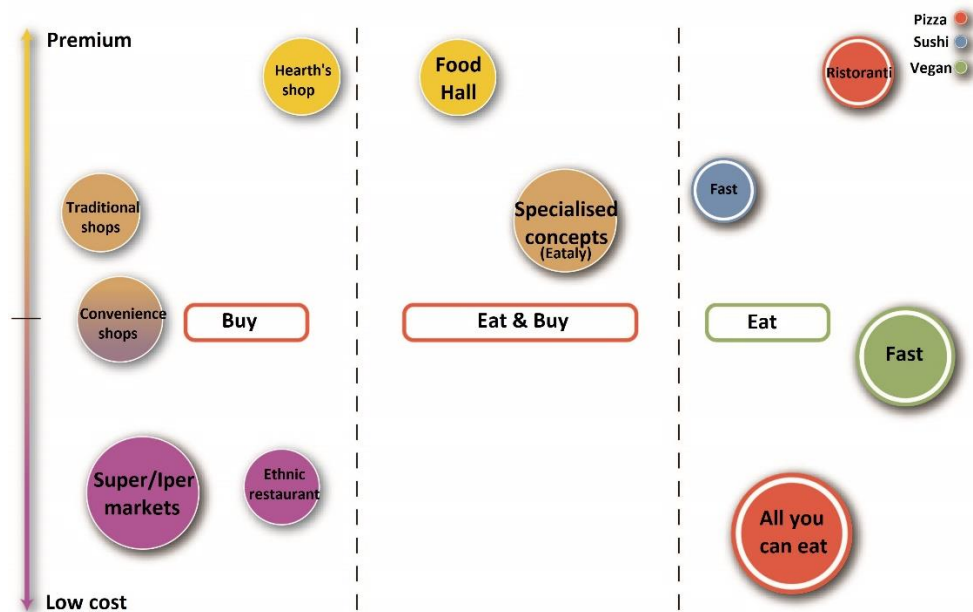 Pizza
Sushi
Vegan
Premium
Hearth's
shop
Food
Hall
Ristoranti
Traditional
shops
Specialised
concepts
(Eataly)
Fast
Convenience
shops
Buy
Eat & Buy
Eat
Fast
Super/Iper
markets
Ethnic
restaurant
All you
can eat
Low cost